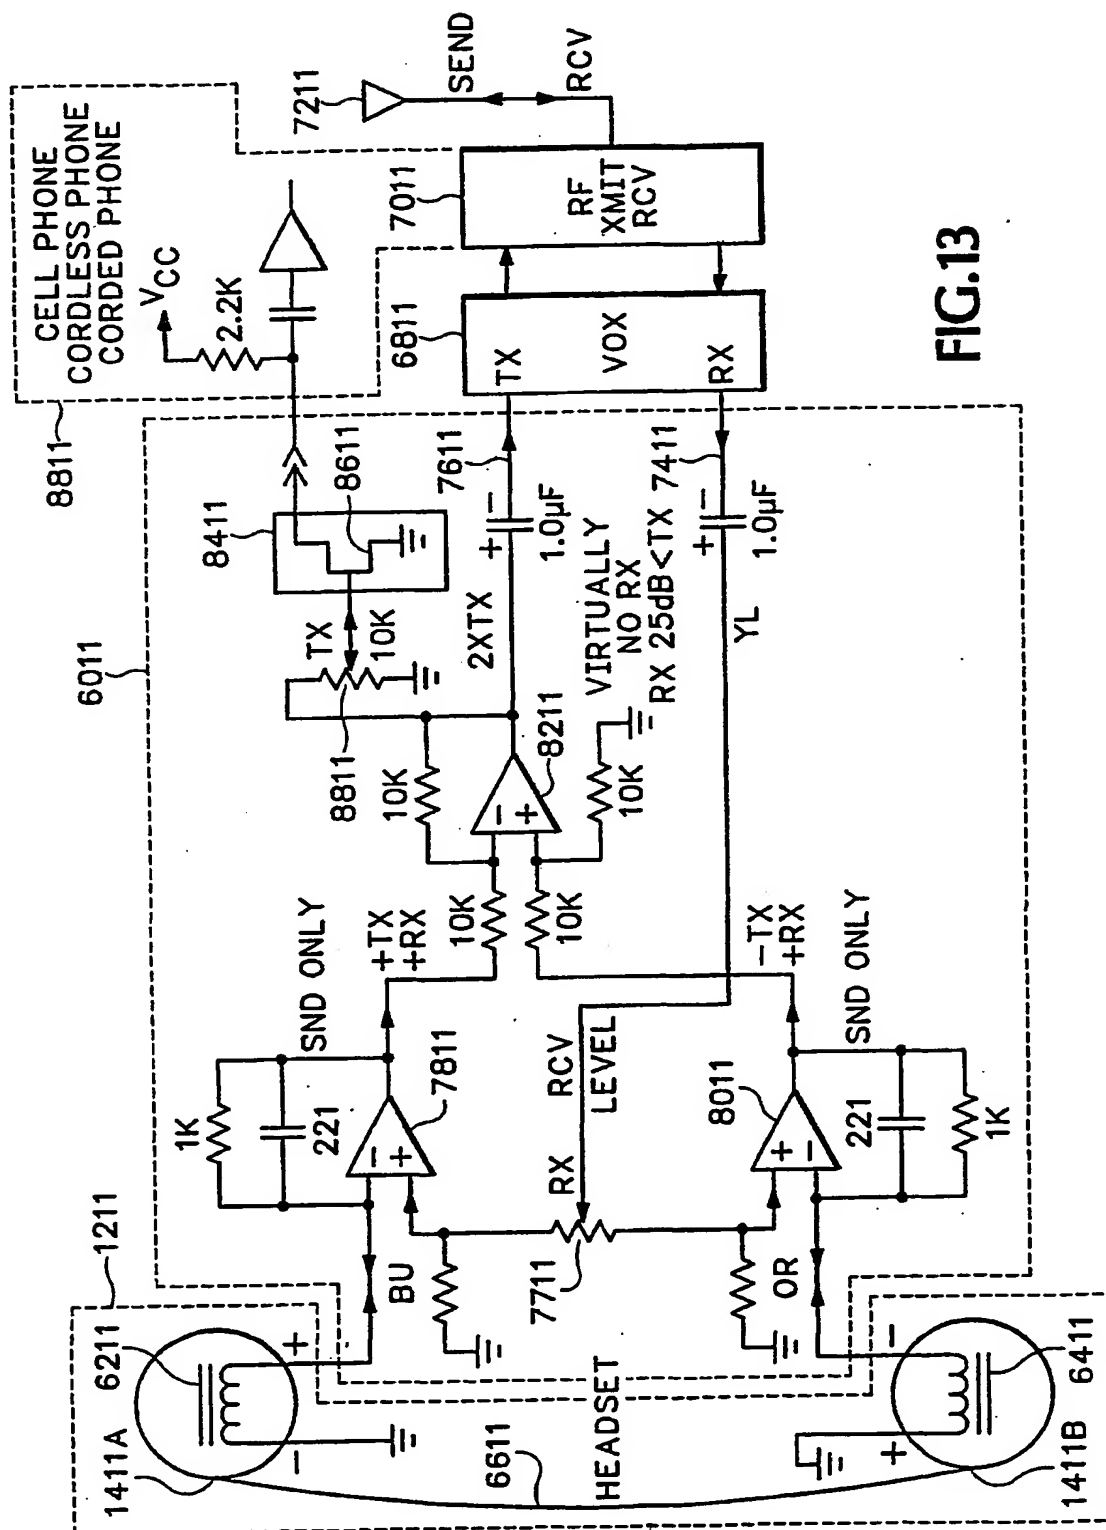 CELL PHONE
CORDLESS PHONE
CORDED PHONE
8811
VCC
2.2K
7211
SEND
RCV
7011
RF
XMIT
RCV
6811
TX
VOX
RX
6011
8411
8611
TX
10K
8811
2XTX
+
-
1.0µF
7611
VIRTUALLY
NO RX
RX 25dB<TX
7411
+
-
1.0µF
YL
10K
-
+
8211
10K
10K
10K
SND ONLY
+TX
+RX
1K
221
-
+
7811
-TX
+RX
SND ONLY
RCV
LEVEL
RX
7711
8011
+
-
221
1K
1211
BU
OR
6211
+
-
1411A
HEADSET
6611
-
+
6411
1411B
FIG.13